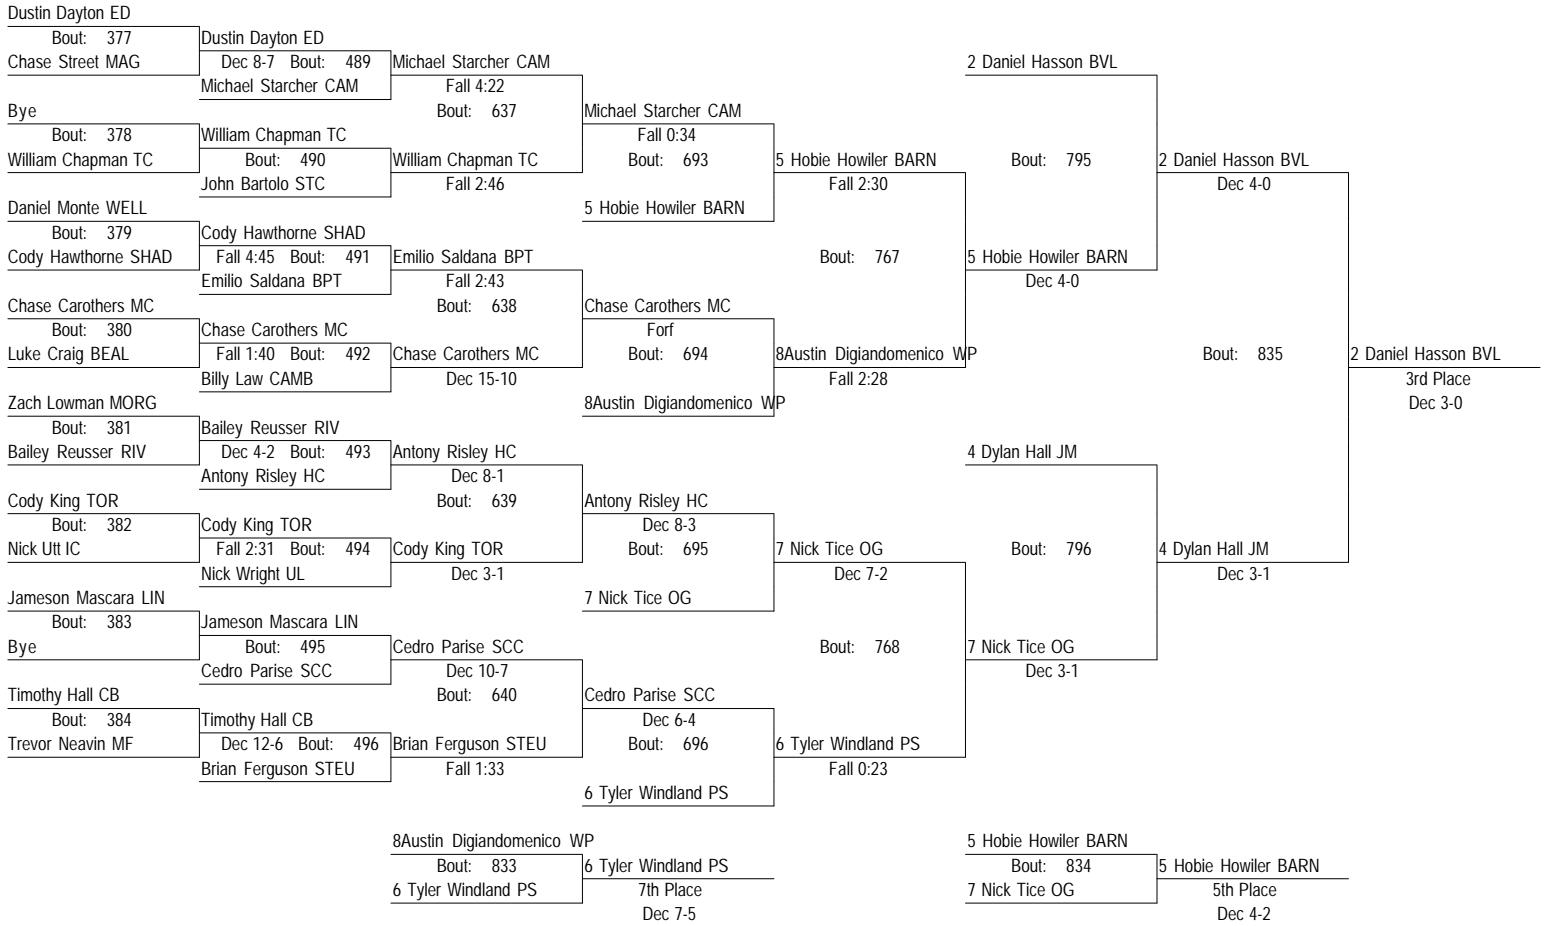 Dustin Dayton ED
Bout: 377
Chase Street MAG
Bye
Bout: 378
William Chapman TC
Daniel Monte WELL
Bout: 379
Cody Hawthorne SHAD
Chase Carothers MC
Bout: 380
Luke Craig BEAL
Zach Lowman MORG
Bout: 381
Bailey Reusser RIV
Cody King TOR
Bout: 382
Nick Utt IC
Jameson Mascara LIN
Bout: 383
Bye
Timothy Hall CB
Bout: 384
Trevor Neavin MF
Dustin Dayton ED
Dec 8-7 Bout: 489
Michael Starcher CAM
William Chapman TC
Bout: 490
John Bartolo STC
Cody Hawthorne SHAD
Fall 4:45 Bout: 491
Emilio Saldana BPT
Chase Carothers MC
Fall 1:40 Bout: 492
Billy Law CAMB
Bailey Reusser RIV
Dec 4-2 Bout: 493
Antony Risley HC
Cody King TOR
Fall 2:31 Bout: 494
Nick Wright UL
Jameson Mascara LIN
Bout: 495
Cedro Parise SCC
Timothy Hall CB
Dec 12-6 Bout: 496
Brian Ferguson STEU
Michael Starcher CAM
Fall 4:22
Bout: 637
William Chapman TC
Fall 2:46
Emilio Saldana BPT
Fall 2:43
Bout: 638
Chase Carothers MC
Dec 15-10
Antony Risley HC
Dec 8-1
Bout: 639
Cody King TOR
Dec 3-1
Cedro Parise SCC
Dec 10-7
Bout: 640
Brian Ferguson STEU
Fall 1:33
Michael Starcher CAM
Fall 0:34
Bout: 693
5 Hobie Howiler BARN
Chase Carothers MC
Forf
Bout: 694
8Austin Digiandomenico WP
Antony Risley HC
Dec 8-3
Bout: 695
7 Nick Tice OG
Cedro Parise SCC
Dec 6-4
Bout: 696
6 Tyler Windland PS
5 Hobie Howiler BARN
Fall 2:30
Bout: 767
8Austin Digiandomenico WP
Fall 2:28
7 Nick Tice OG
Dec 7-2
Bout: 768
6 Tyler Windland PS
Fall 0:23
2 Daniel Hasson BVL
Bout: 795
5 Hobie Howiler BARN
Dec 4-0
4 Dylan Hall JM
Bout: 796
7 Nick Tice OG
Dec 3-1
2 Daniel Hasson BVL
Dec 4-0
Bout: 835
4 Dylan Hall JM
Dec 3-1
2 Daniel Hasson BVL
3rd Place
Dec 3-0
8Austin Digiandomenico WP
Bout: 833
6 Tyler Windland PS
6 Tyler Windland PS
7th Place
Dec 7-5
5 Hobie Howiler BARN
Bout: 834
7 Nick Tice OG
5 Hobie Howiler BARN
5th Place
Dec 4-2